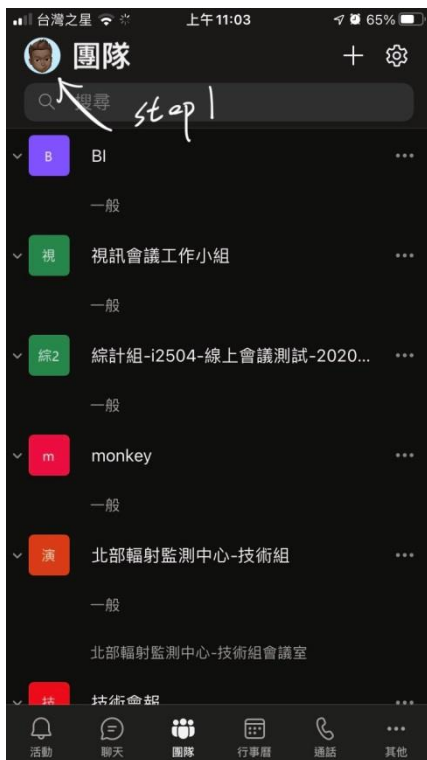 台灣之星 上午11:03 65%
團隊
搜尋
step 1
B BI
一般
視 視訊會議工作小組
一般
綜2 綜計組-i2504-線上會議測試-2020...
一般
m monkey
一般
演 北部輻射監測中心-技術組
一般
北部輻射監測中心-技術組會議室
技 技術會報
活動 聊天 團隊 行事曆 通話 其他